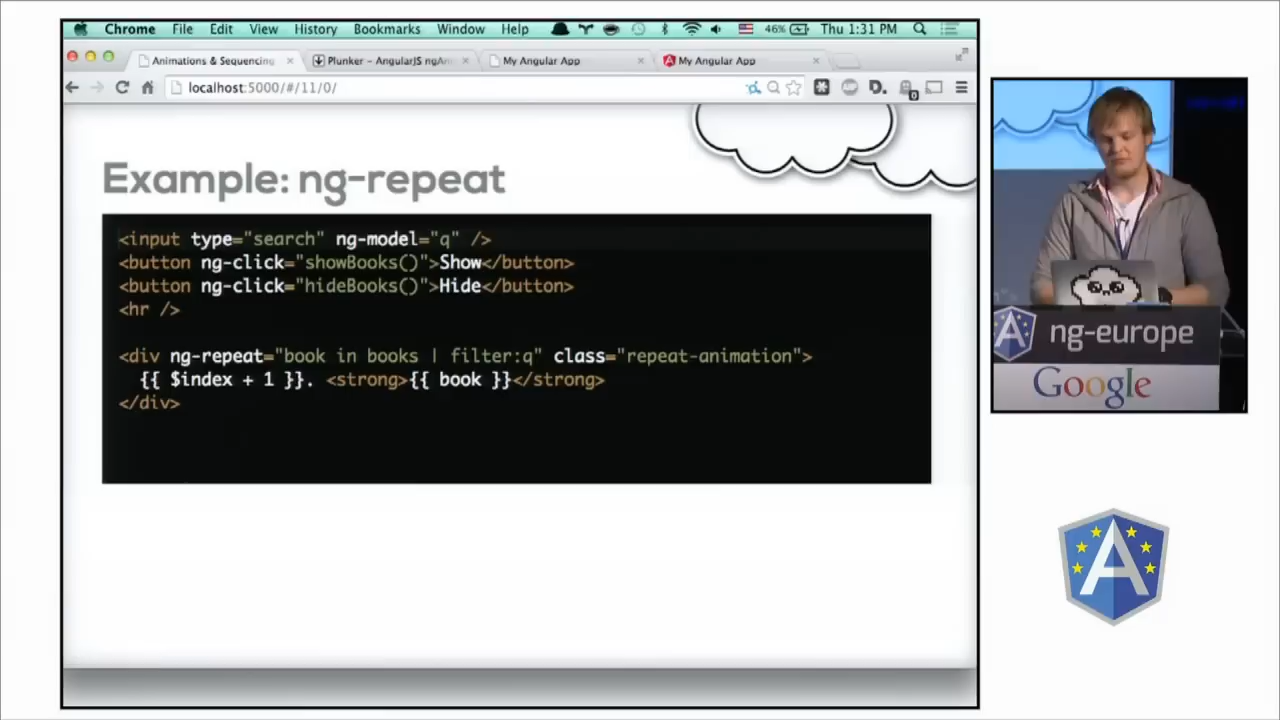 Chrome File Edit View History Bookmarks Window Help 46% Thu 1:31 PM
Animations & Sequencing Plunker - AngularJS ngAni My Angular App My Angular App
localhost:5000/#/11/0/
Example: ng-repeat
<input type="search" ng-model="q" />
<button ng-click="showBooks()">Show</button>
<button ng-click="hideBooks()">Hide</button>
<hr />
<div ng-repeat="book in books | filter:q" class="repeat-animation">
{{ $index + 1 }}. <strong>{{ book }}</strong>
</div>
ng-europe
Google
A
A